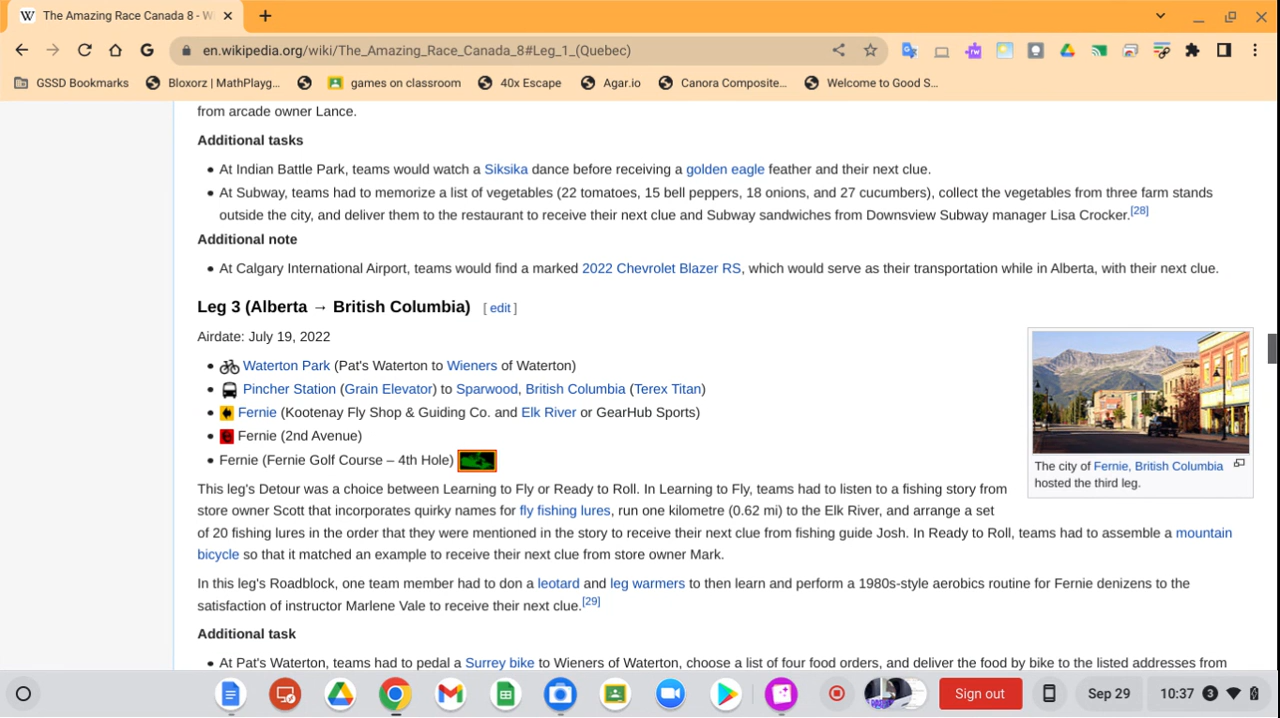 The Amazing Race Canada 8 - W
en.wikipedia.org/wiki/The_Amazing_Race_Canada_8#Leg_1_(Quebec)
GSSD Bookmarks Bloxorz | MathPlayg... games on classroom 40x Escape Agar.io Canora Composite... Welcome to Good S...
from arcade owner Lance.
Additional tasks
At Indian Battle Park, teams would watch a Siksika dance before receiving a golden eagle feather and their next clue.
At Subway, teams had to memorize a list of vegetables (22 tomatoes, 15 bell peppers, 18 onions, and 27 cucumbers), collect the vegetables from three farm stands
outside the city, and deliver them to the restaurant to receive their next clue and Subway sandwiches from Downsview Subway manager Lisa Crocker.[28]
Additional note
At Calgary International Airport, teams would find a marked 2022 Chevrolet Blazer RS, which would serve as their transportation while in Alberta, with their next clue.
Leg 3 (Alberta → British Columbia) [ edit ]
Airdate: July 19, 2022
Waterton Park (Pat's Waterton to Wieners of Waterton)
Pincher Station (Grain Elevator) to Sparwood, British Columbia (Terex Titan)
Fernie (Kootenay Fly Shop & Guiding Co. and Elk River or GearHub Sports)
Fernie (2nd Avenue)
Fernie (Fernie Golf Course – 4th Hole)
The city of Fernie, British Columbia
hosted the third leg.
This leg's Detour was a choice between Learning to Fly or Ready to Roll. In Learning to Fly, teams had to listen to a fishing story from
store owner Scott that incorporates quirky names for fly fishing lures, run one kilometre (0.62 mi) to the Elk River, and arrange a set
of 20 fishing lures in the order that they were mentioned in the story to receive their next clue from fishing guide Josh. In Ready to Roll, teams had to assemble a mountain
bicycle so that it matched an example to receive their next clue from store owner Mark.
In this leg's Roadblock, one team member had to don a leotard and leg warmers to then learn and perform a 1980s-style aerobics routine for Fernie denizens to the
satisfaction of instructor Marlene Vale to receive their next clue.[29]
Additional task
At Pat's Waterton, teams had to pedal a Surrey bike to Wieners of Waterton, choose a list of four food orders, and deliver the food by bike to the listed addresses from
Sign out Sep 29 10:37 3